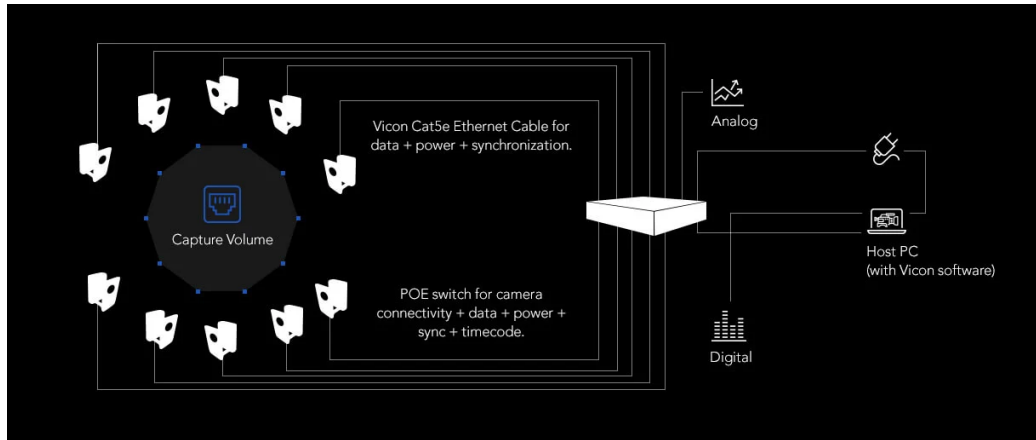 Vicon Cat5e Ethernet Cable for
data + power + synchronization.
Analog
Capture Volume
Host PC
(with Vicon software)
POE switch for camera
connectivity + data + power +
sync + timecode.
Digital